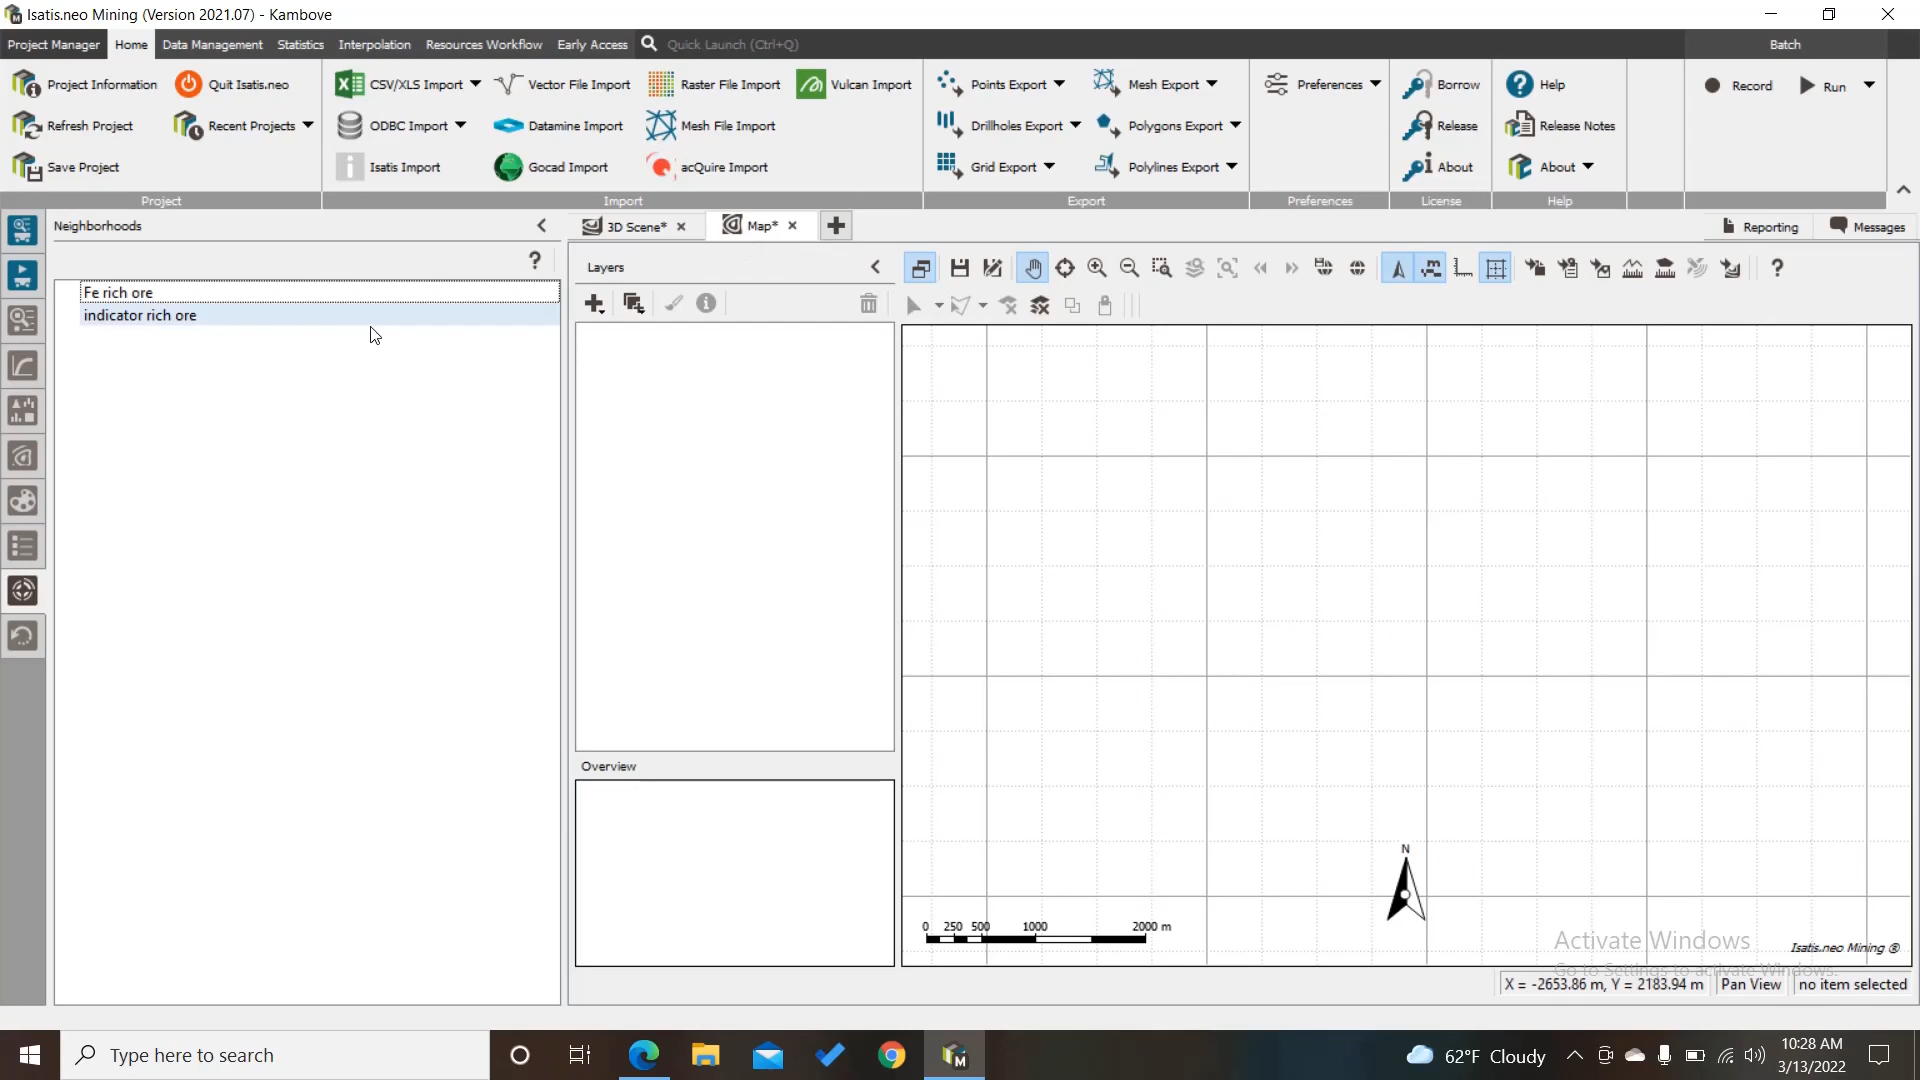 Isatis.neo Mining (Version 2021.07) - Kambove
Project Manager Home Data Management Statistics Interpolation Resources Workflow Early Access Quick Launch (Ctrl+Q) Batch
Project Information Quit Isatis.neo CSV/XLS Import Vector File Import Raster File Import Vulcan Import Points Export Mesh Export Preferences Borrow Help Record Run
Refresh Project Recent Projects ODBC Import Datamine Import Mesh File Import Drillholes Export Polygons Export Release Release Notes
Save Project Isatis Import Gocad Import acQuire Import Grid Export Polylines Export About About
Project Import Export Preferences License Help
Neighborhoods 3D Scene* Map* Reporting Messages
Layers
Fe rich ore
indicator rich ore
Overview
N
0 250 500 1000 2000 m
Activate Windows
Go to Settings to activate Windows.
Isatis.neo Mining ®
X = -2653.86 m, Y = 2183.94 m Pan View no item selected
Type here to search 62°F Cloudy 10:28 AM
3/13/2022